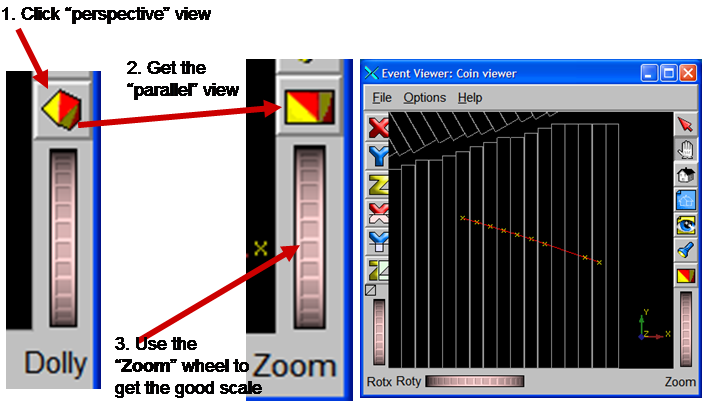 1. Click “perspective” view
2. Get the
“parallel” view
Dolly
X
3. Use the
“Zoom” wheel to
get the good scale
Zoom
Event Viewer: Coin viewer
File Options Help
X
Y
Z
X
Y
Z
Y
Z X
Rotx Roty
Zoom